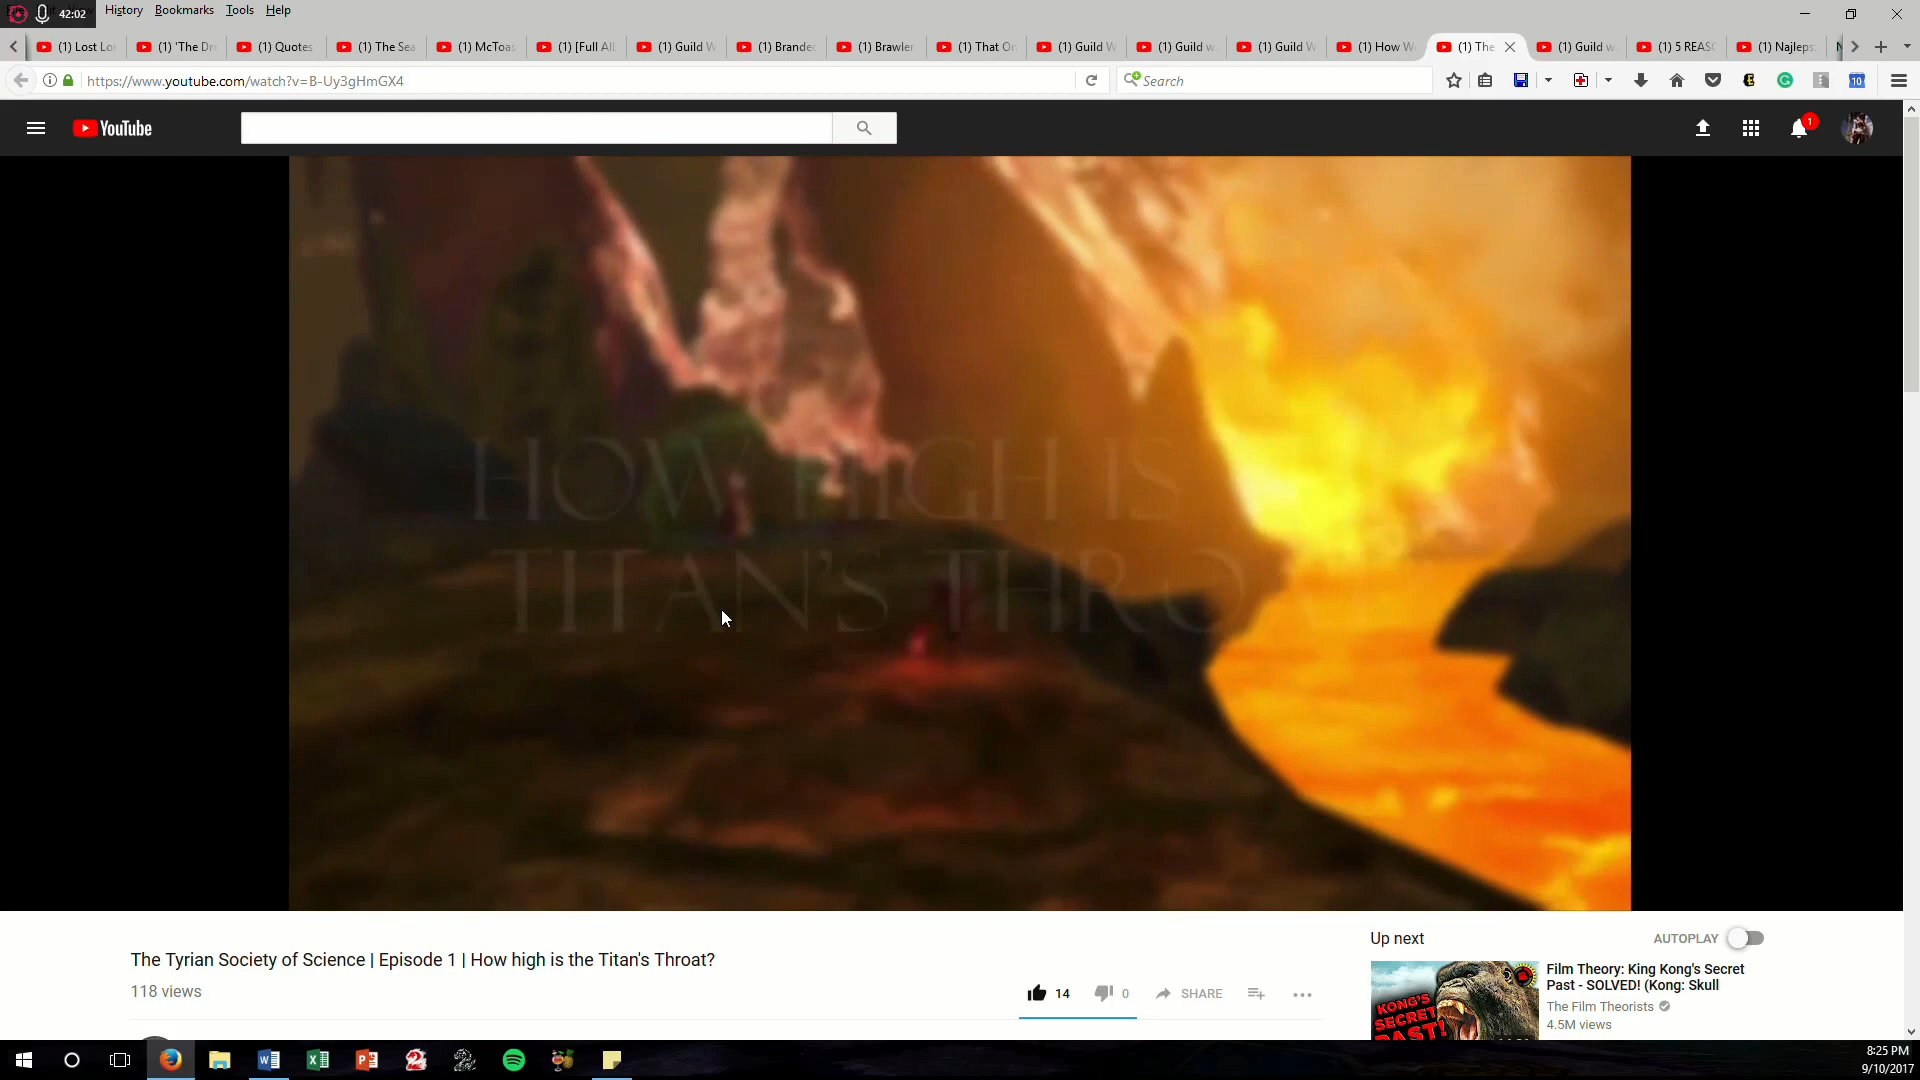 42:02 History Bookmarks Tools Help
(1) Lost Lo (1) 'The Dr (1) Quotes (1) The Sea (1) McToas (1) [Full Al (1) Guild W (1) Brande (1) Brawler (1) That O (1) Guild W (1) Guild w (1) Guild W (1) How W (1) The (1) Guild w (1) 5 REAS (1) Najleps
https://www.youtube.com/watch?v=B-Uy3gHmGX4 Search 10
YouTube 1
HOW HIGH IS
TITAN'S THRO
The Tyrian Society of Science | Episode 1 | How high is the Titan's Throat?
118 views
14 0 SHARE
Up next AUTOPLAY
KONG'S
SECRET
PAST!
Film Theory: King Kong's Secret
Past - SOLVED! (Kong: Skull
The Film Theorists
4.5M views
8:25 PM
9/10/2017